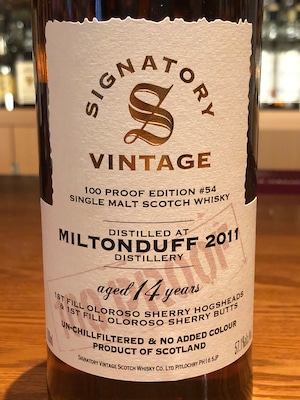 SIGNATORY
S
VINTAGE
100 PROOF EDITION #54
SINGLE MALT SCOTCH WHISKY
DISTILLED AT
MILTONDUFF 2011
DISTILLERY
aged 14 years
1ST FILL OLOROSO SHERRY HOGSHEADS
& 1ST FILL OLOROSO SHERRY BUTTS
UN-CHILLFILTERED & NO ADDED COLOUR
PRODUCT OF SCOTLAND
SIGNATORY VINTAGE SCOTCH WHISKY CO. LTD PITLOCHRY PH16 5JP
57.1%